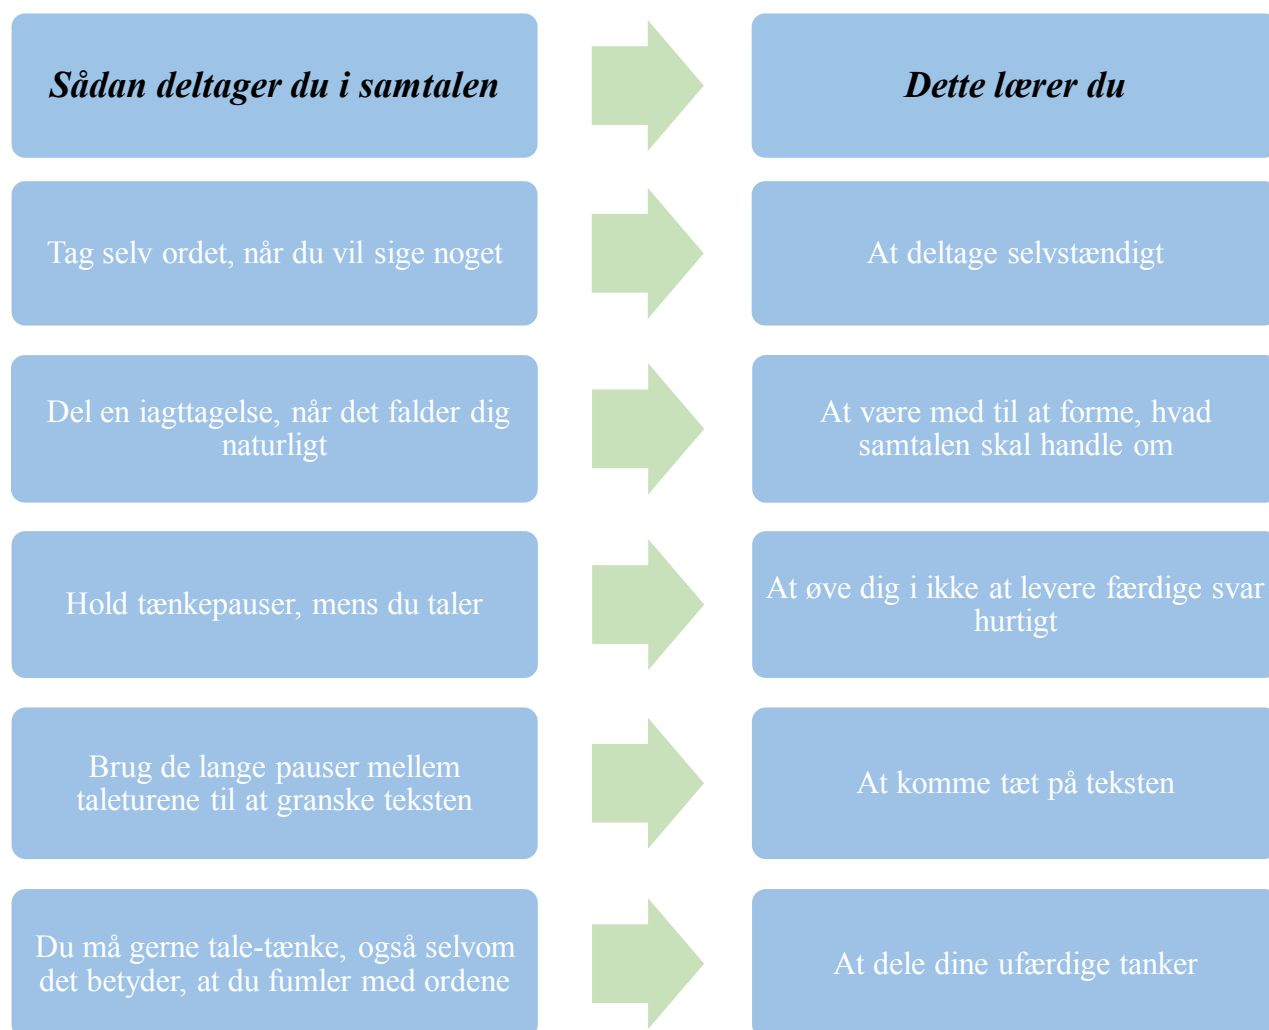 Sådan deltager du i samtalen
Dette lærer du
Tag selv ordet, når du vil sige noget
At deltage selvstændigt
Del en iagttagelse, når det falder dig
naturligt
At være med til at forme, hvad
samtalen skal handle om
Hold tænkepauser, mens du taler
At øve dig i ikke at levere færdige svar
hurtigt
Brug de lange pauser mellem
taleturene til at granske teksten
At komme tæt på teksten
Du må gerne tale-tænke, også selvom
det betyder, at du fumler med ordene
At dele dine ufærdige tanker